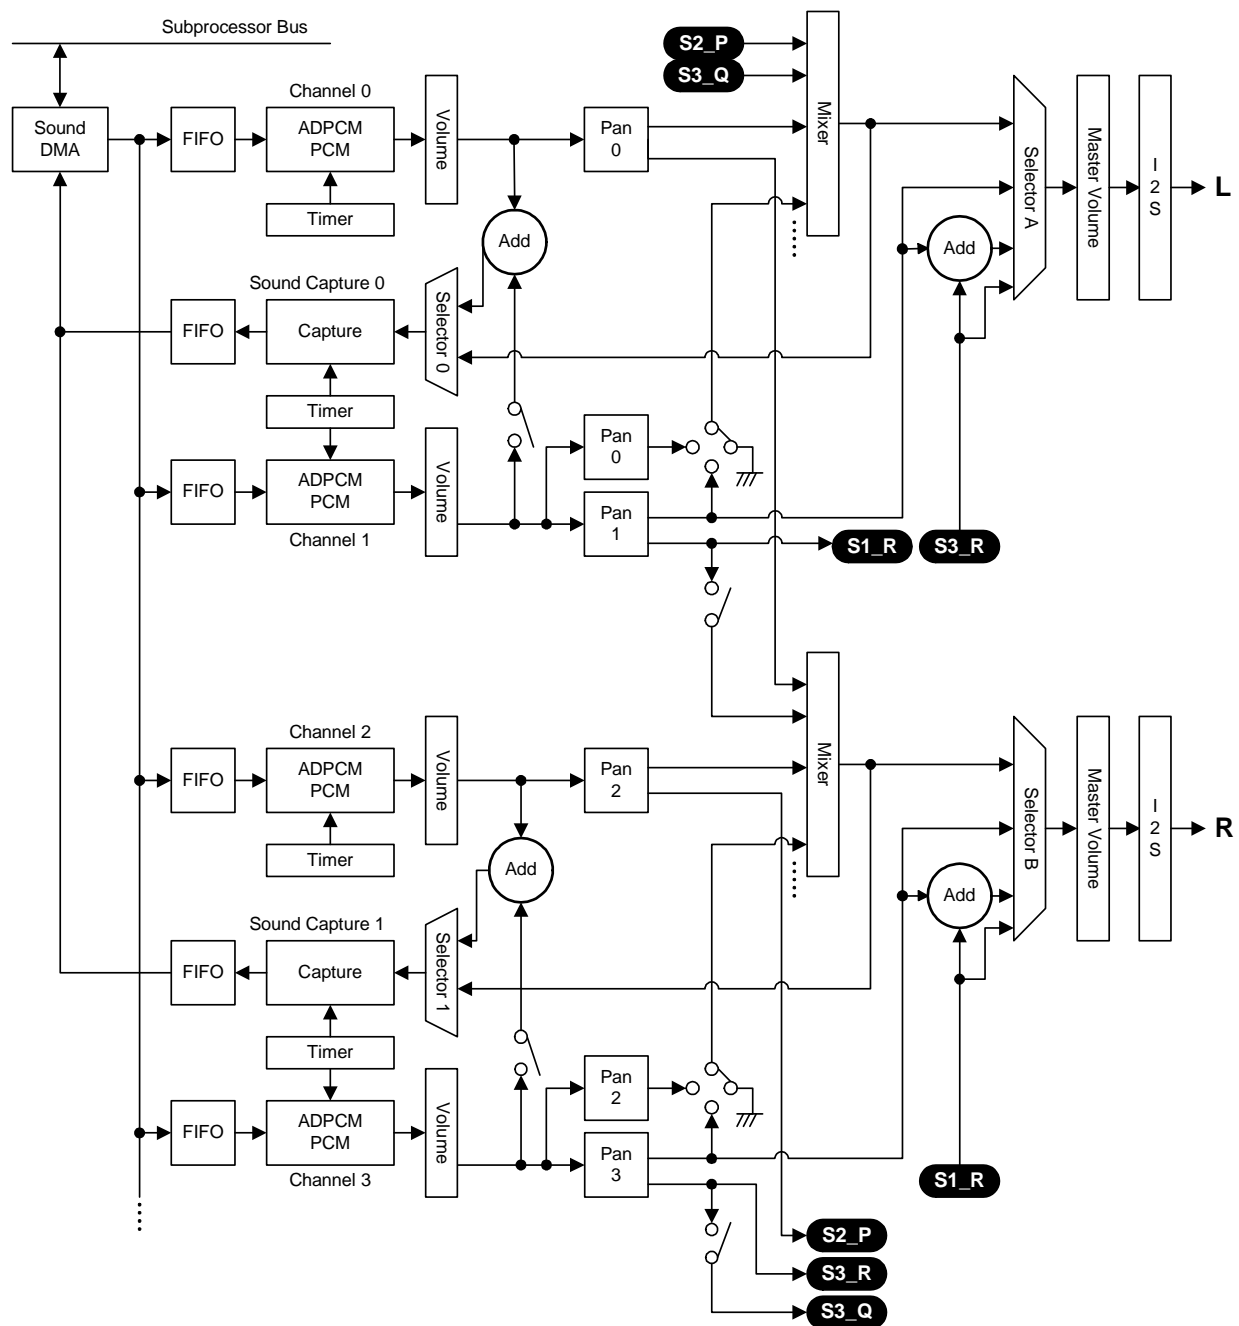 Subprocessor Bus
S2_P
S3_Q
Mixer
Channel 0
Sound
DMA
FIFO
ADPCM
PCM
Volume
Pan
0
Timer
Add
Selector A
Master Volume
I
2
S
L
Add
Sound Capture 0
FIFO
Capture
Selector 0
Timer
Pan
0
FIFO
ADPCM
PCM
Volume
Channel 1
Pan
1
S1_R
S3_R
Mixer
Channel 2
FIFO
ADPCM
PCM
Volume
Pan
2
Timer
Add
Selector B
Master Volume
I
2
S
R
Add
Sound Capture 1
FIFO
Capture
Selector 1
Timer
Pan
2
FIFO
ADPCM
PCM
Volume
Channel 3
Pan
3
S1_R
S2_P
S3_R
S3_Q